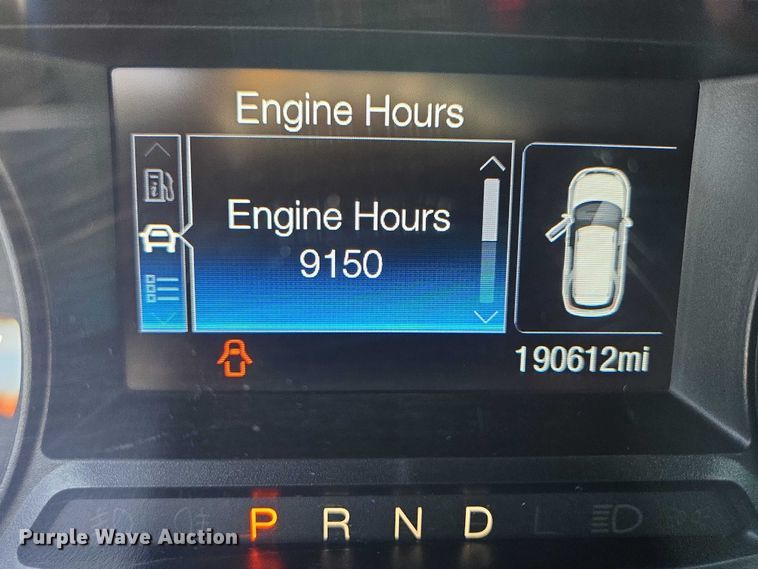 Engine Hours
Engine Hours
9150
190612mi
P R N D L
Purple Wave Auction